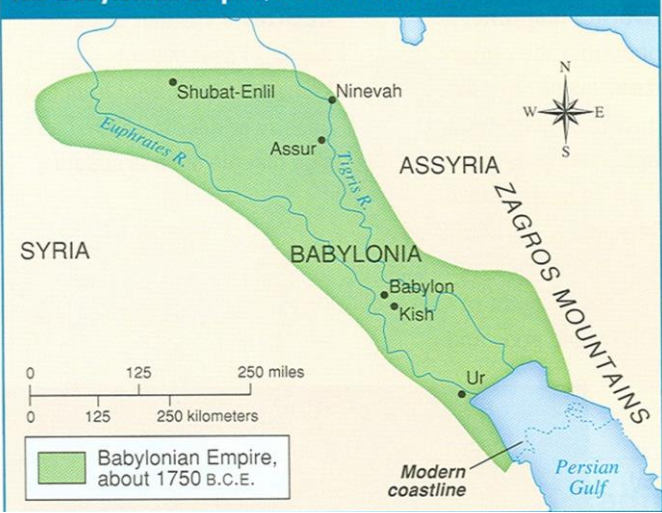 N
W
E
S
Shubat-Enlil
Ninevah
Euphrates R.
Assur
Tigris R.
ASSYRIA
ZAGROS MOUNTAINS
SYRIA
BABYLONIA
Babylon
Kish
0 125 250 miles
0 125 250 kilometers
Ur
Babylonian Empire,
about 1750 B.C.E.
Modern
coastline
Persian
Gulf